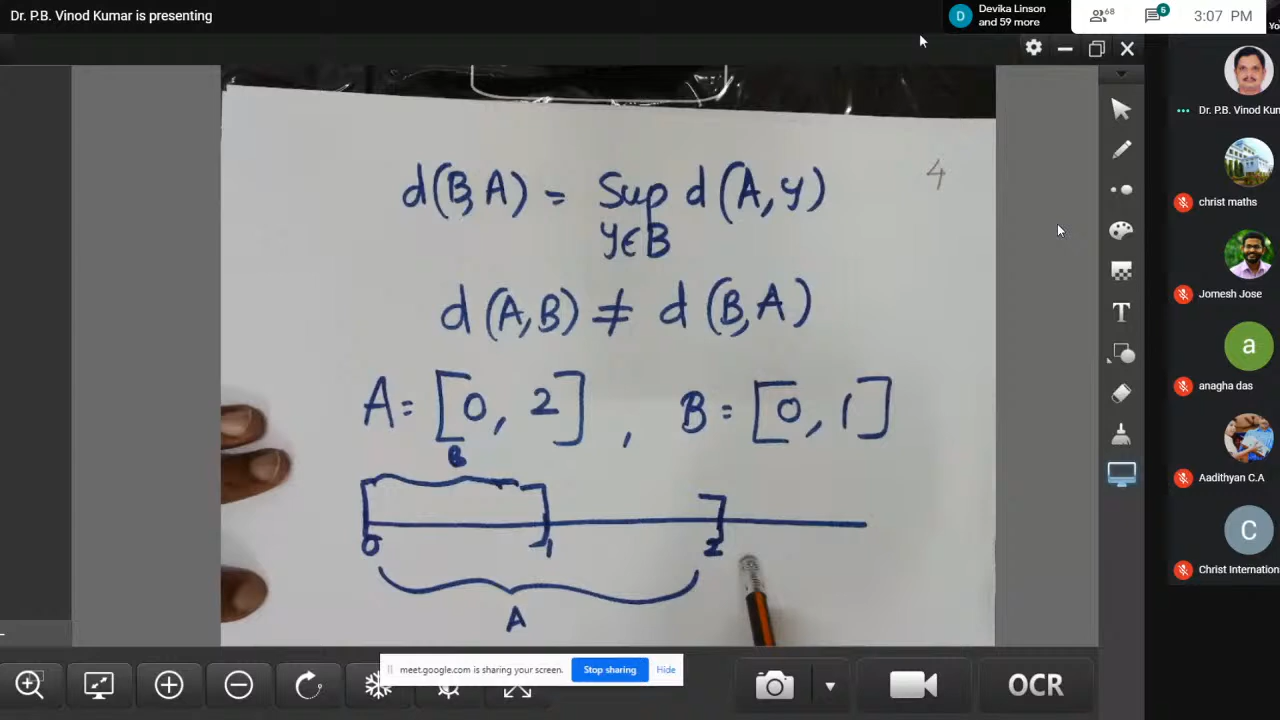 Dr. P.B. Vinod Kumar is presenting
D
Devika Linson
and 59 more
68
5
3:07 PM
4
d(B,A) = Sup d(A,y)
y∈B
d(A,B) ≠ d(B,A)
A = [0, 2] , B = [0, 1]
B
0 1 2
A
Dr. P.B. Vinod Kum
christ maths
Jomesh Jose
a
anagha das
Aadithyan C.A
C
Christ Internationa
T
meet.google.com is sharing your screen.
Stop sharing
Hide
OCR